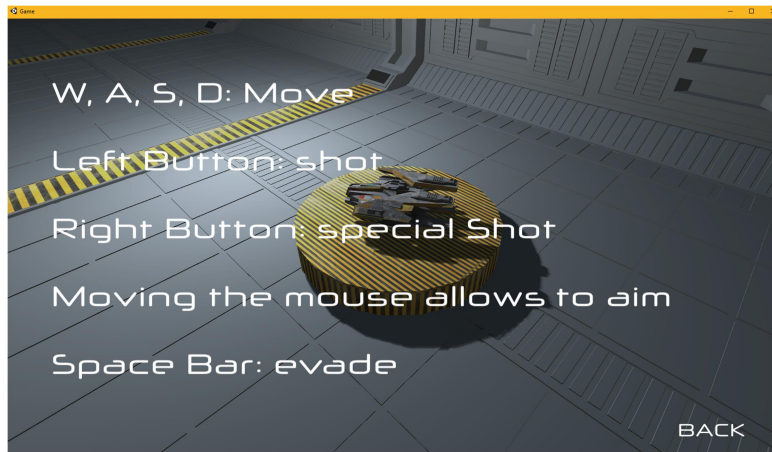 Game
W, A, S, D: Move
Left Button: shot
Right Button: special Shot
Moving the mouse allows to aim
Space Bar: evade
BACK